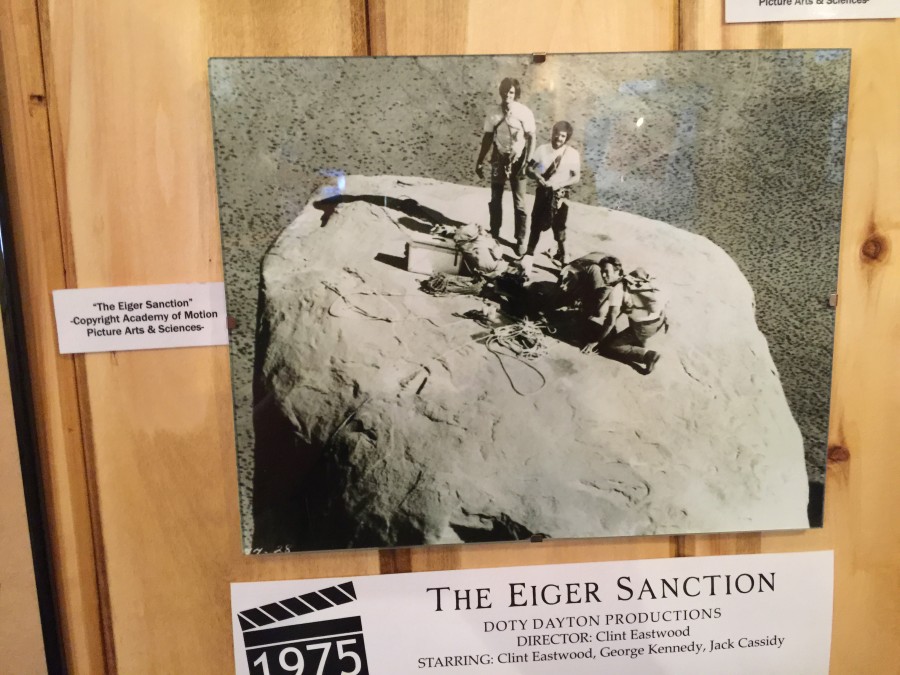 Picture Arts & Sciences-
"The Eiger Sanction"
-Copyright Academy of Motion
Picture Arts & Sciences-
THE EIGER SANCTION
DOTY DAYTON PRODUCTIONS
DIRECTOR: Clint Eastwood
STARRING: Clint Eastwood, George Kennedy, Jack Cassidy
1975